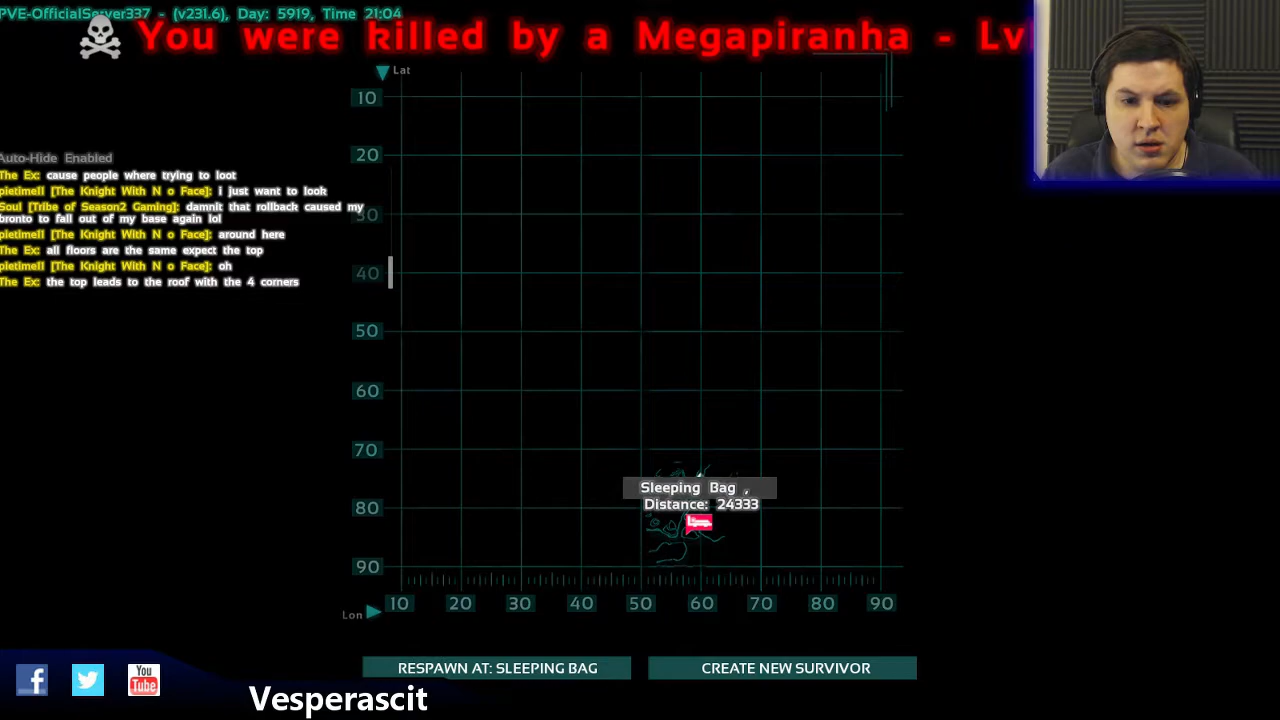 PVE-OfficialServer337 - (v231.6), Day: 5919, Time 21:04
You were killed by a Megapiranha - Lvl
Lat
10
20
30
40
50
60
70
80
90
Auto-Hide Enabled
The Ex: cause people where trying to loot
pietime11 [The Knight With N o Face]: i just want to look
Soul [Tribe of Season2 Gaming]: damnit that rollback caused my
bronto to fall out of my base again lol
pietime11 [The Knight With N o Face]: around here
The Ex: all floors are the same expect the top
pietime11 [The Knight With N o Face]: oh
The Ex: the top leads to the roof with the 4 corners
Sleeping Bag ,
Distance: 24333
Lon
10 20 30 40 50 60 70 80 90
RESPAWN AT: SLEEPING BAG
CREATE NEW SURVIVOR
You
Tube
Vesperascit